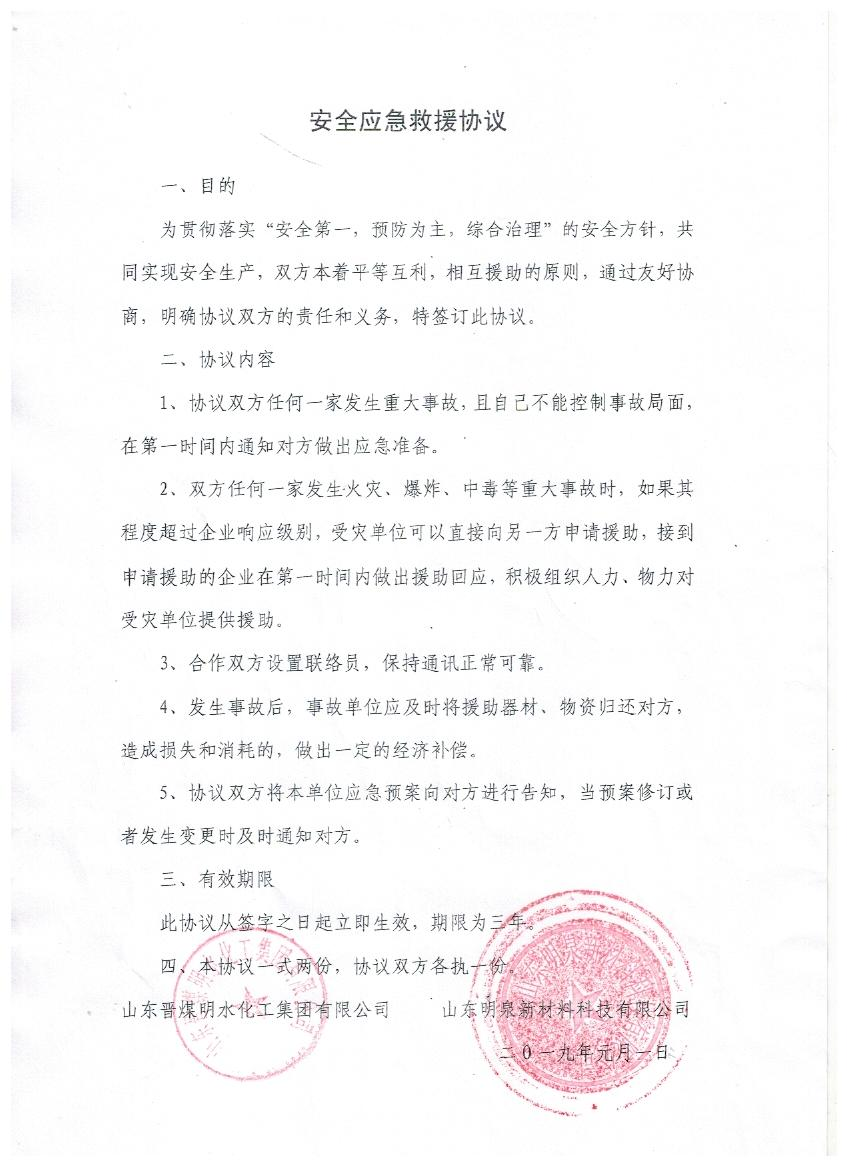 安全应急救援协议
一、目的
为贯彻落实“安全第一，预防为主，综合治理”的安全方针，共
同实现安全生产，双方本着平等互利，相互援助的原则，通过友好协
商，明确协议双方的责任和义务，特签订此协议。
二、协议内容
1、协议双方任何一家发生重大事故，且自己不能控制事故局面，
在第一时间内通知对方做出应急准备。
2、双方任何一家发生火灾、爆炸、中毒等重大事故时，如果其
程度超过企业响应级别，受灾单位可以直接向另一方申请援助，接到
申请援助的企业在第一时间内做出援助回应，积极组织人力、物力对
受灾单位提供援助。
3、合作双方设置联络员，保持通讯正常可靠。
4、发生事故后，事故单位应及时将援助器材、物资归还对方，
造成损失和消耗的，做出一定的经济补偿。
5、协议双方将本单位应急预案向对方进行告知，当预案修订或
者发生变更时及时通知对方。
三、有效期限
此协议从签字之日起立即生效，期限为三年。
四、本协议一式两份，协议双方各执一份。
山东晋煤明水化工集团有限公司 山东明泉新材料科技有限公司
二0一九年元月一日